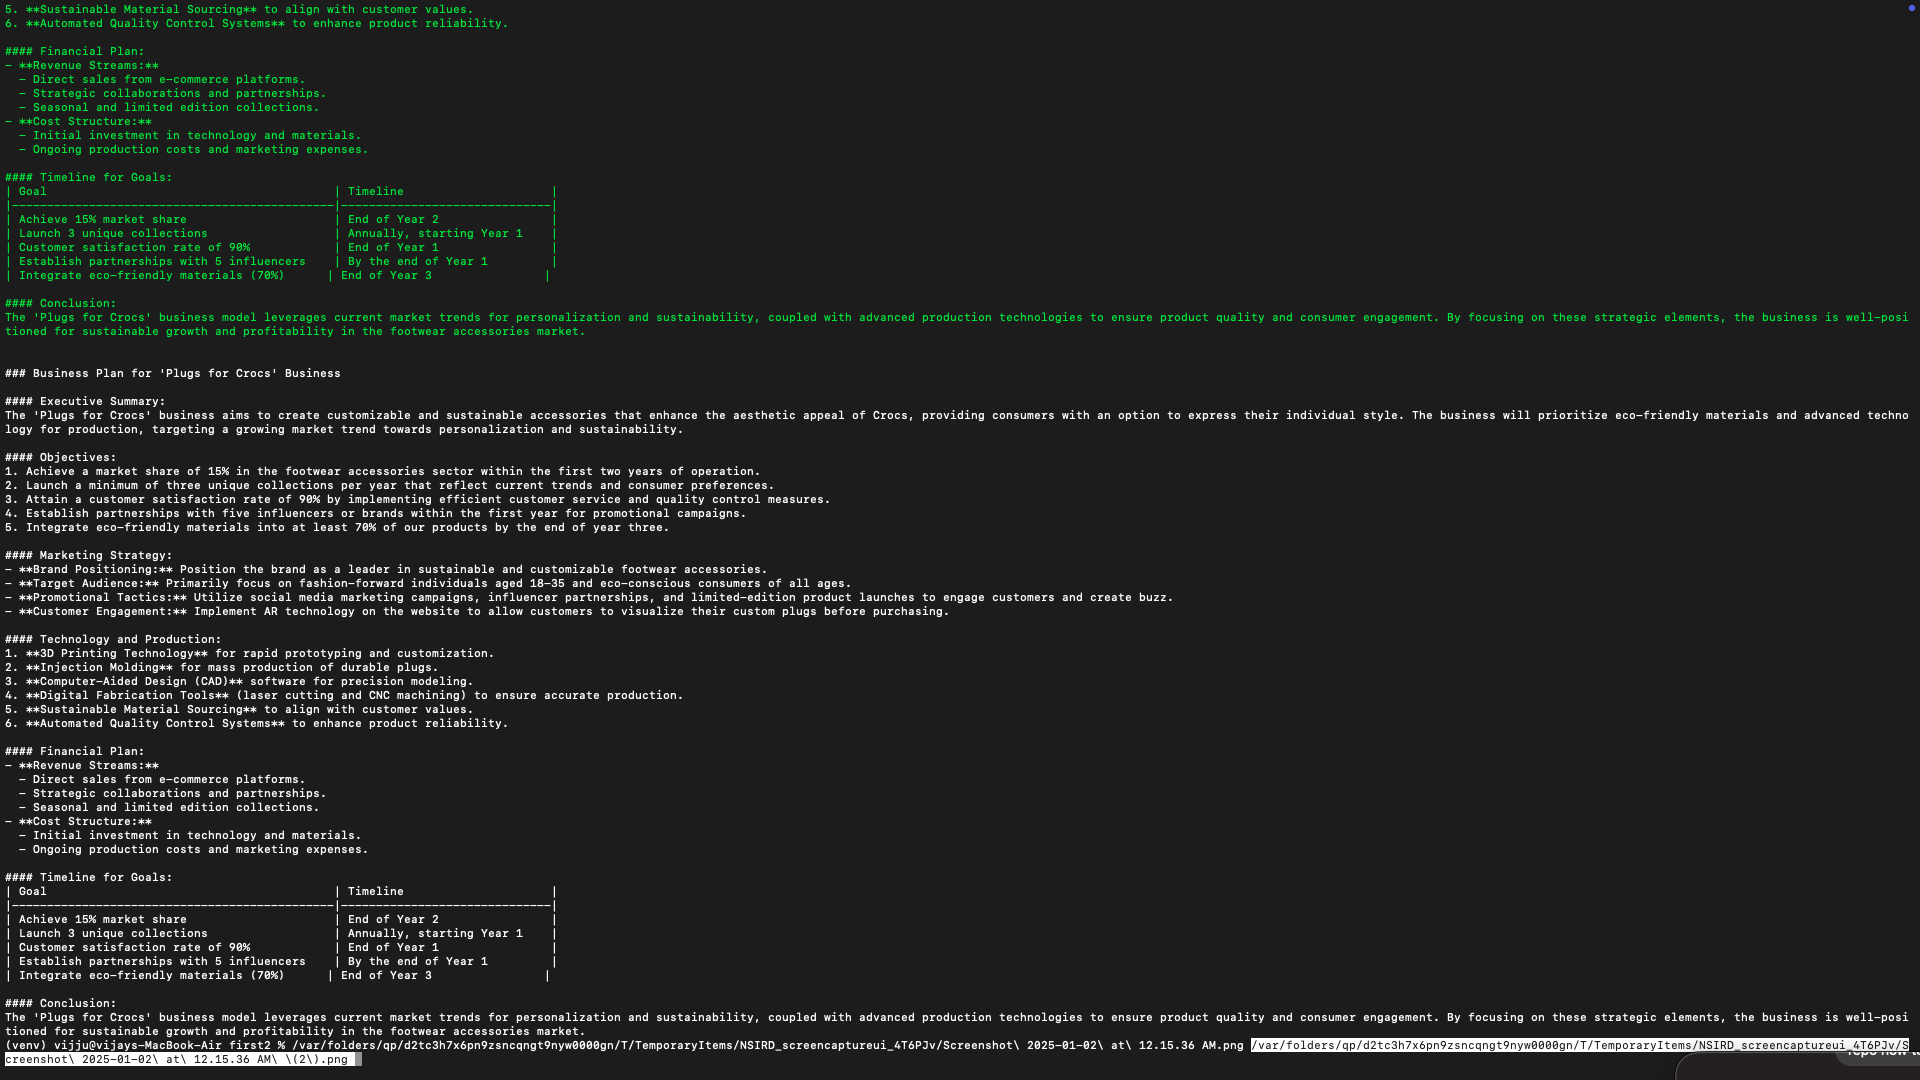 5. **Sustainable Material Sourcing** to align with customer values.
6. **Automated Quality Control Systems** to enhance product reliability.

#### Financial Plan:
- **Revenue Streams:**
  - Direct sales from e-commerce platforms.
  - Strategic collaborations and partnerships.
  - Seasonal and limited edition collections.
- **Cost Structure:**
  - Initial investment in technology and materials.
  - Ongoing production costs and marketing expenses.

#### Timeline for Goals:
| Goal                                         | Timeline                     |
|----------------------------------------------|------------------------------|
| Achieve 15% market share                     | End of Year 2                |
| Launch 3 unique collections                  | Annually, starting Year 1    |
| Customer satisfaction rate of 90%            | End of Year 1                |
| Establish partnerships with 5 influencers    | By the end of Year 1         |
| Integrate eco-friendly materials (70%)      | End of Year 3                |

#### Conclusion:
The 'Plugs for Crocs' business model leverages current market trends for personalization and sustainability, coupled with advanced production technologies to ensure product quality and consumer engagement. By focusing on these strategic elements, the business is well-posi
tioned for sustainable growth and profitability in the footwear accessories market.

### Business Plan for 'Plugs for Crocs' Business

#### Executive Summary:
The 'Plugs for Crocs' business aims to create customizable and sustainable accessories that enhance the aesthetic appeal of Crocs, providing consumers with an option to express their individual style. The business will prioritize eco-friendly materials and advanced techno
logy for production, targeting a growing market trend towards personalization and sustainability.

#### Objectives:
1. Achieve a market share of 15% in the footwear accessories sector within the first two years of operation.
2. Launch a minimum of three unique collections per year that reflect current trends and consumer preferences.
3. Attain a customer satisfaction rate of 90% by implementing efficient customer service and quality control measures.
4. Establish partnerships with five influencers or brands within the first year for promotional campaigns.
5. Integrate eco-friendly materials into at least 70% of our products by the end of year three.

#### Marketing Strategy:
- **Brand Positioning:** Position the brand as a leader in sustainable and customizable footwear accessories.
- **Target Audience:** Primarily focus on fashion-forward individuals aged 18-35 and eco-conscious consumers of all ages.
- **Promotional Tactics:** Utilize social media marketing campaigns, influencer partnerships, and limited-edition product launches to engage customers and create buzz.
- **Customer Engagement:** Implement AR technology on the website to allow customers to visualize their custom plugs before purchasing.

#### Technology and Production:
1. **3D Printing Technology** for rapid prototyping and customization.
2. **Injection Molding** for mass production of durable plugs.
3. **Computer-Aided Design (CAD)** software for precision modeling.
4. **Digital Fabrication Tools** (laser cutting and CNC machining) to ensure accurate production.
5. **Sustainable Material Sourcing** to align with customer values.
6. **Automated Quality Control Systems** to enhance product reliability.

#### Financial Plan:
- **Revenue Streams:**
  - Direct sales from e-commerce platforms.
  - Strategic collaborations and partnerships.
  - Seasonal and limited edition collections.
- **Cost Structure:**
  - Initial investment in technology and materials.
  - Ongoing production costs and marketing expenses.

#### Timeline for Goals:
| Goal                                         | Timeline                     |
|----------------------------------------------|------------------------------|
| Achieve 15% market share                     | End of Year 2                |
| Launch 3 unique collections                  | Annually, starting Year 1    |
| Customer satisfaction rate of 90%            | End of Year 1                |
| Establish partnerships with 5 influencers    | By the end of Year 1         |
| Integrate eco-friendly materials (70%)      | End of Year 3                |

#### Conclusion:
The 'Plugs for Crocs' business model leverages current market trends for personalization and sustainability, coupled with advanced production technologies to ensure product quality and consumer engagement. By focusing on these strategic elements, the business is well-posi
tioned for sustainable growth and profitability in the footwear accessories market.
(venv) vijju@vijays-MacBook-Air first2 % /var/folders/qp/d2tc3h7x6pn9zsncqngt9nyw0000gn/T/TemporaryItems/NSIRD_screencaptureui_4T6PJv/Screenshot\ 2025-01-02\ at\ 12.15.36 AM.png /var/folders/qp/d2tc3h7x6pn9zsncqngt9nyw0000gn/T/TemporaryItems/NSIRD_screencaptureui_4T6PJv/S
creenshot\ 2025-01-02\ at\ 12.15.36 AM\ \(2\).png